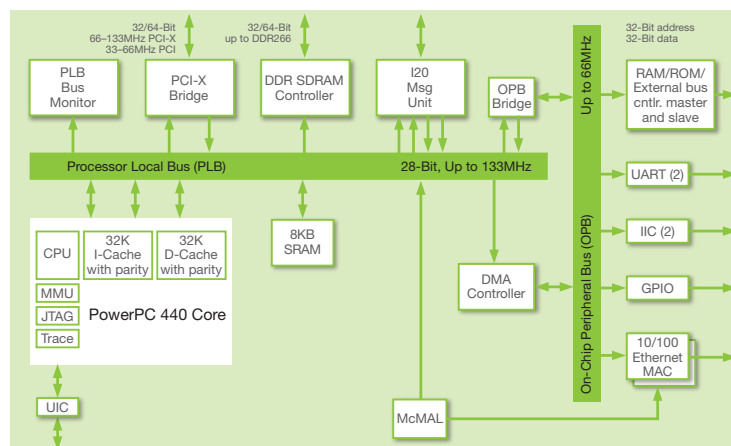 32/64-Bit
66–133MHz PCI-X
33–66MHz PCI
32/64-Bit
up to DDR266
32-Bit address
32-Bit data
PLB
Bus
Monitor
PCI-X
Bridge
DDR SDRAM
Controller
I20
Msg
Unit
OPB
Bridge
Up to 66MHz
RAM/ROM/
External bus
cntlr. master
and slave
Processor Local Bus (PLB)
28-Bit, Up to 133MHz
UART (2)
CPU
32K
I-Cache
with parity
32K
D-Cache
with parity
8KB
SRAM
IIC (2)
On-Chip Peripheral Bus (OPB)
DMA
Controller
GPIO
MMU
JTAG
Trace
PowerPC 440 Core
10/100
Ethernet
MAC
UIC
McMAL